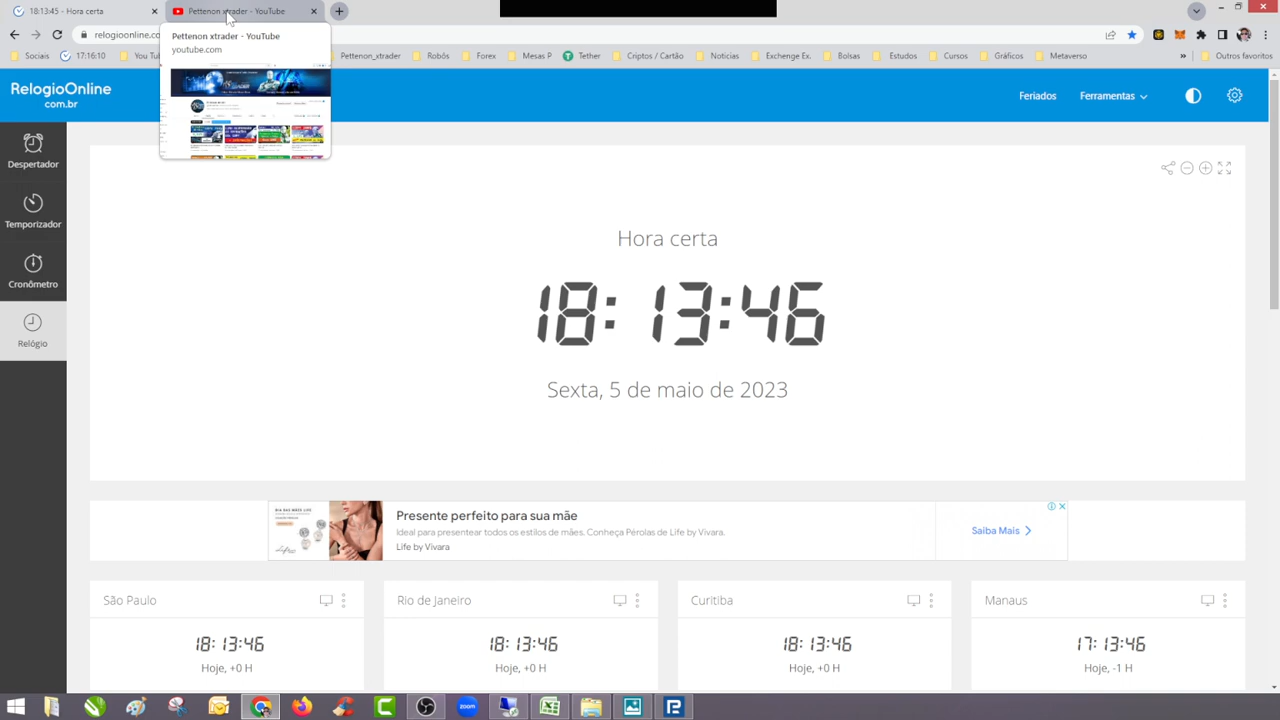 18:13:45 - Hora certa
Pettenon xtrader - YouTube
Pettenon xtrader - YouTube
youtube.com
relogioonline.co
Sociais
17:16:10
Pettenon_xtrader
Robôs
Forex
Mesas P
Tether
Criptos / Cartão
Exchenge Ex.
Bolsa BR
Estudos
Cursos
Gráficos
Metaverso
»
Outros favoritos
RelogioOnline
com.br
Feriados
Ferramentas
Despertador
Temporizador
Cronômetro
Relógio
Hora certa
18:13:46
Sexta, 5 de maio de 2023
Presente perfeito para sua mãe
Ideal para presentear todos os estilos de mães. Conheça Pérolas de Life by Vivara.
Life by Vivara
Saiba Mais
São Paulo
18:13:46
Hoje, +0 H
Rio de Janeiro
18:13:46
Hoje, +0 H
Curitiba
18:13:46
Hoje, +0 H
Manaus
17:13:46
Hoje, -1 H
zoom